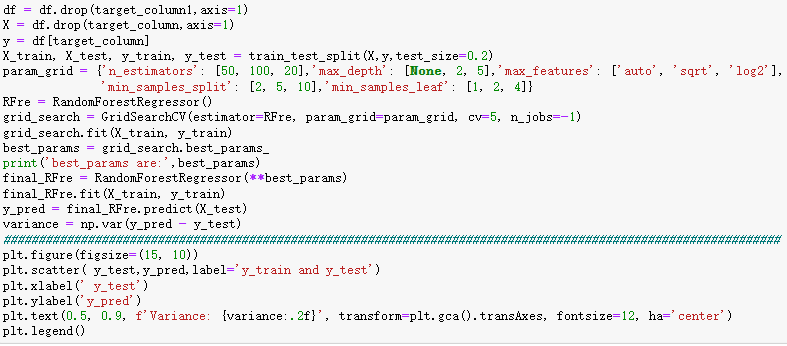 df = df.drop(target_column1,axis=1)
X = df.drop(target_column,axis=1)
y = df[target_column]
X_train, X_test, y_train, y_test = train_test_split(X,y,test_size=0.2)
param_grid = {'n_estimators': [50, 100, 20],'max_depth': [None, 2, 5],'max_features': ['auto', 'sqrt', 'log2'],
'min_samples_split': [2, 5, 10],'min_samples_leaf': [1, 2, 4]}
RFre = RandomForestRegressor()
grid_search = GridSearchCV(estimator=RFre, param_grid=param_grid, cv=5, n_jobs=-1)
grid_search.fit(X_train, y_train)
best_params = grid_search.best_params_
print('best_params are:',best_params)
final_RFre = RandomForestRegressor(**best_params)
final_RFre.fit(X_train, y_train)
y_pred = final_RFre.predict(X_test)
variance = np.var(y_pred - y_test)
################################################################################################################
plt.figure(figsize=(15, 10))
plt.scatter( y_test,y_pred,label='y_train and y_test')
plt.xlabel(' y_test')
plt.ylabel('y_pred')
plt.text(0.5, 0.9, f'Variance: {variance:.2f}', transform=plt.gca().transAxes, fontsize=12, ha='center')
plt.legend()